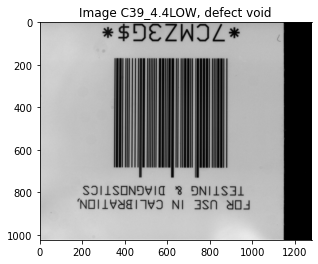 Image C39_4.4LOW, defect void
0
200
400
600
800
1000
FOR USE IN CALIBRATION,
TESTING & DIAGNOSTICS
*7CMZ3G$*
0 200 400 600 800 1000 1200